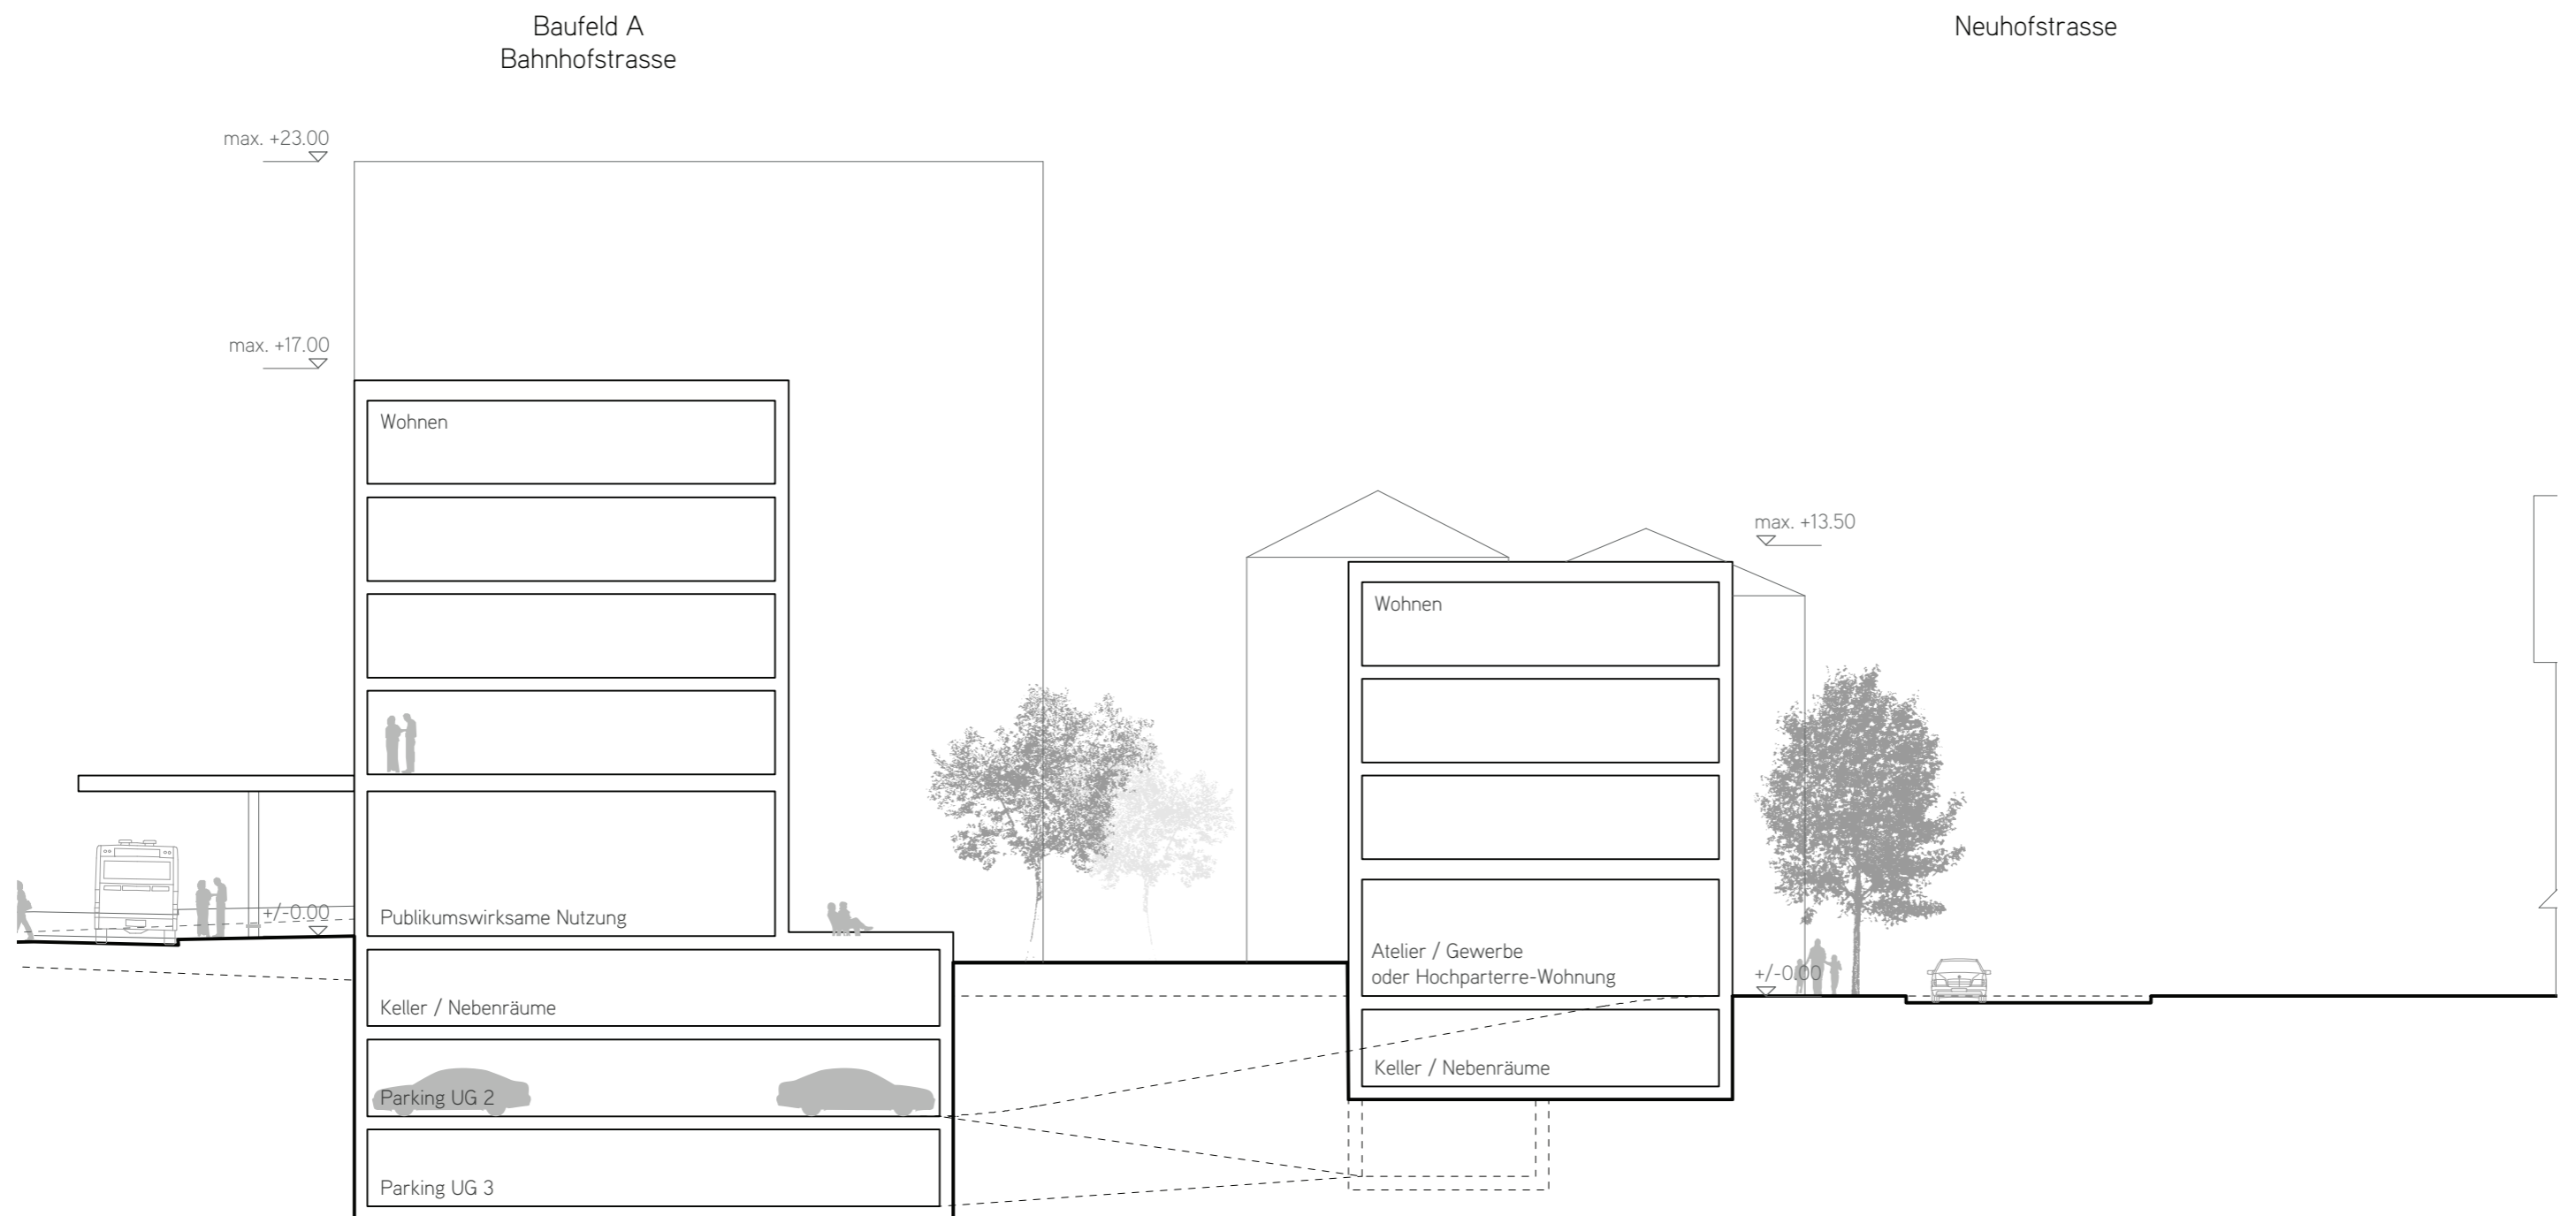 Baufeld A
Bahnhofstrasse
Neuhofstrasse
max. +23.00
max. +17.00
Wohnen
max. +13.50
Wohnen
+/-0.00
Publikumswirksame Nutzung
Atelier / Gewerbe
oder Hochparterre-Wohnung
+/-0.00
Keller / Nebenräume
Keller / Nebenräume
Parking UG 2
Parking UG 3